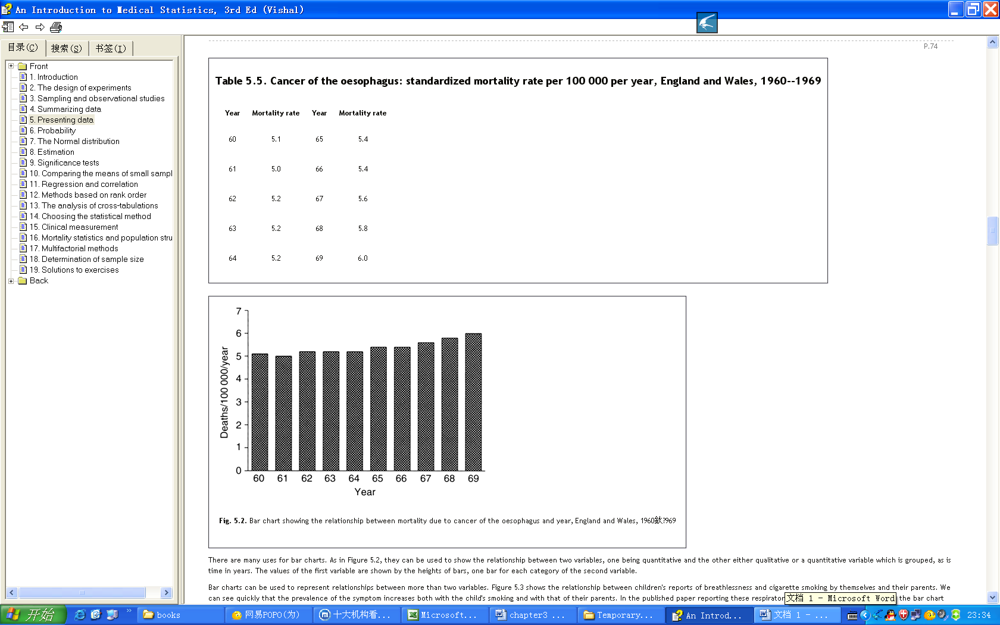 An Introduction to Medical Statistics, 3rd Ed (Vishal)
目录(C)
搜索(S)
书签(I)
Front
1. Introduction
2. The design of experiments
3. Sampling and observational studies
4. Summarizing data
5. Presenting data
6. Probability
7. The Normal distribution
8. Estimation
9. Significance tests
10. Comparing the means of small sampl
11. Regression and correlation
12. Methods based on rank order
13. The analysis of cross-tabulations
14. Choosing the statistical method
15. Clinical measurement
16. Mortality statistics and population stru
17. Multifactorial methods
18. Determination of sample size
19. Solutions to exercises
Back
P.74
Table 5.5. Cancer of the oesophagus: standardized mortality rate per 100 000 per year, England and Wales, 1960--1969
Year Mortality rate Year Mortality rate
60 5.1 65 5.4
61 5.0 66 5.4
62 5.2 67 5.6
63 5.2 68 5.8
64 5.2 69 6.0
7
6
5
4
3
2
1
0
Deaths/100 000/year
60 61 62 63 64 65 66 67 68 69
Year
Fig. 5.2. Bar chart showing the relationship between mortality due to cancer of the oesophagus and year, England and Wales, 1960?969
There are many uses for bar charts. As in Figure 5.2, they can be used to show the relationship between two variables, one being quantitative and the other either qualitative or a quantitative variable which is grouped, as is
time in years. The values of the first variable are shown by the heights of bars, one bar for each category of the second variable.
Bar charts can be used to represent relationships between more than two variables. Figure 5.3 shows the relationship between children's reports of breathlessness and cigarette smoking by themselves and their parents. We
can see quickly that the prevalence of the symptom increases both with the child's smoking and with that of their parents. In the published paper reporting these respirator
the bar chart
文档 1 - Microsoft Word
开始
books
网易POPO(为)
十大机构看...
Microsoft...
chapter3 ...
Temporary...
An Introd...
文档 1 - ...
23:34